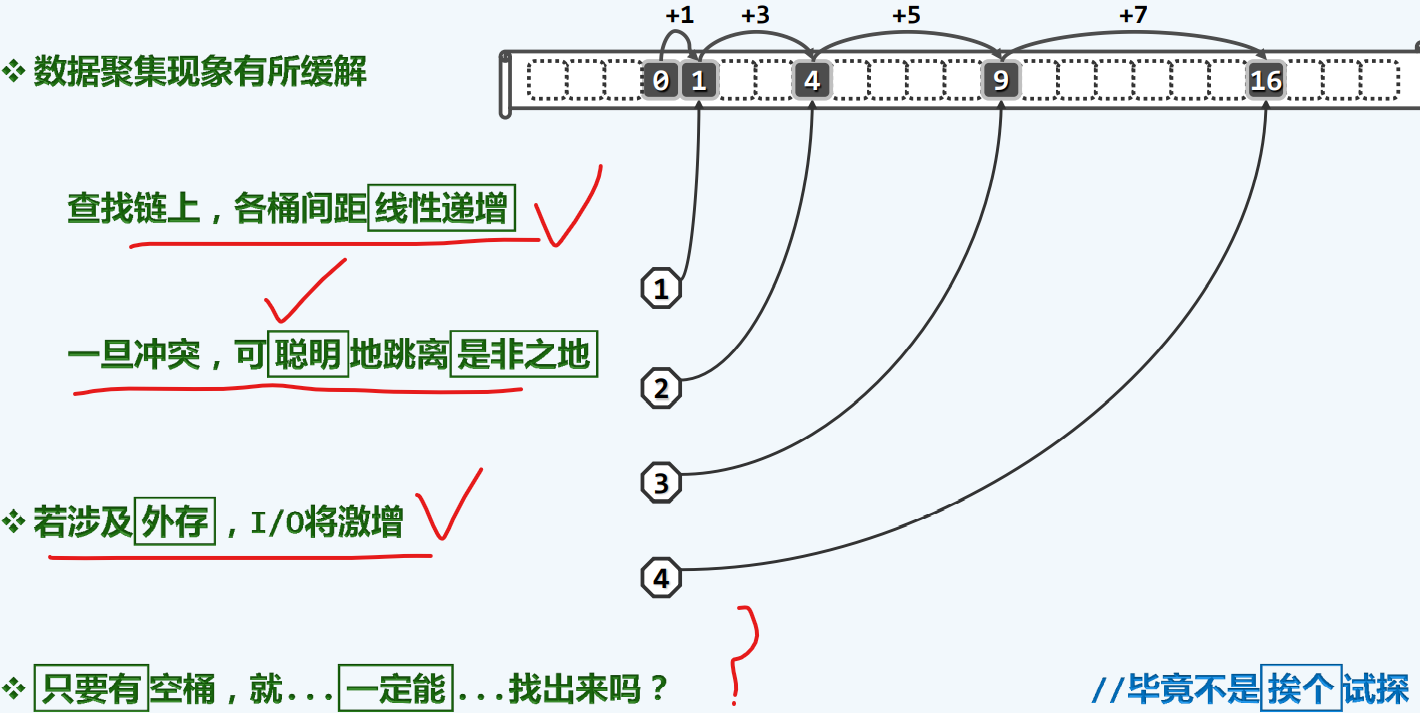 +1 +3 +5 +7
0 1 4 9 16
❖ 数据聚集现象有所缓解
查找链上，各桶间距线性递增
1
一旦冲突，可聪明地跳离是非之地
2
3
❖ 若涉及外存，I/O将激增
4
❖ 只要有空桶，就...一定能...找出来吗？ //毕竟不是挨个试探